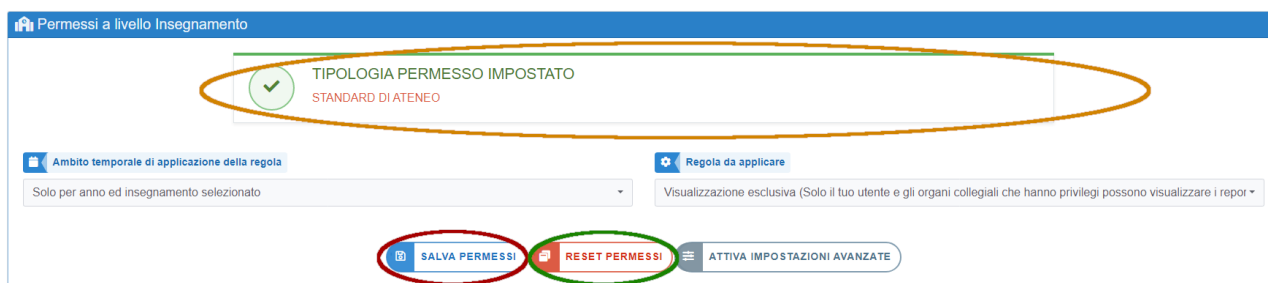 Permessi a livello Insegnamento
TIPOLOGIA PERMESSO IMPOSTATO
STANDARD DI ATENEO
Ambito temporale di applicazione della regola
Regola da applicare
Solo per anno ed insegnamento selezionato
Visualizzazione esclusiva (Solo il tuo utente e gli organi collegiali che hanno privilegi possono visualizzare i repor
SALVA PERMESSI
RESET PERMESSI
ATTIVA IMPOSTAZIONI AVANZATE